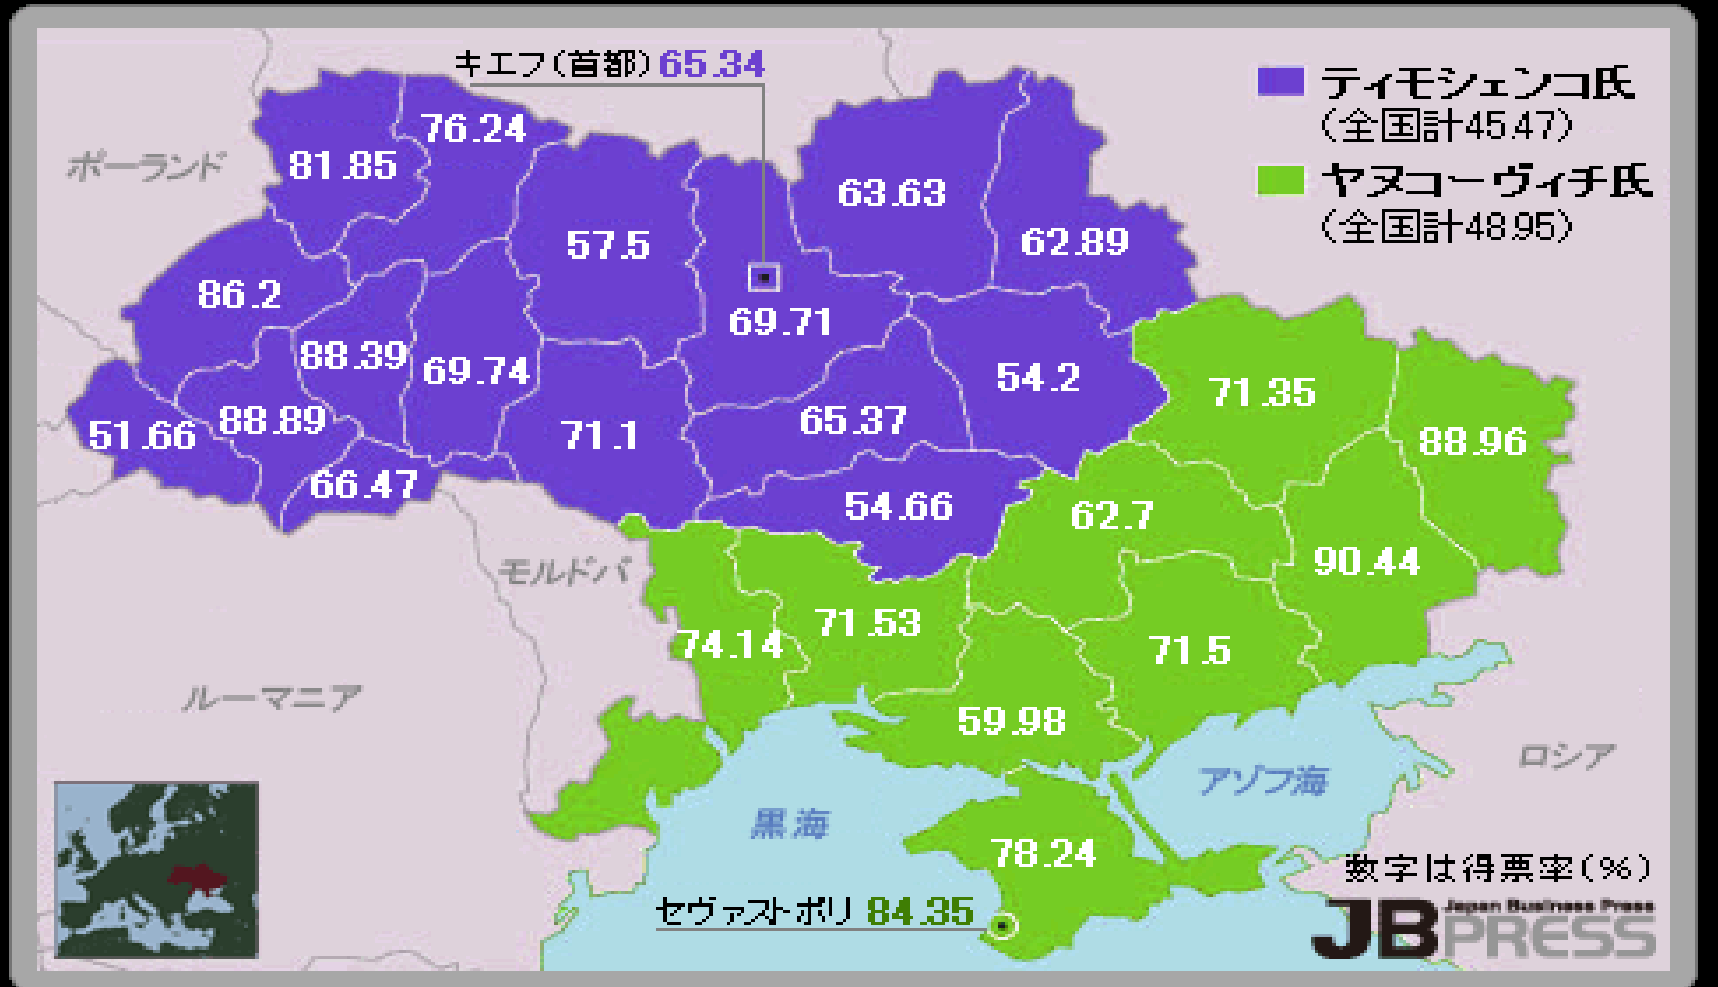 キエフ(首都) 65.34
ティモシェンコ氏
(全国計45.47)
ヤヌコーヴィチ氏
(全国計48.95)
ポーランド
76.24
81.85
57.5
63.63
62.89
86.2
69.71
88.39
69.74
54.2
71.35
51.66
88.89
71.1
65.37
88.96
66.47
54.66
62.7
モルドバ
90.44
74.14
71.53
71.5
ルーマニア
59.98
ロシア
アゾフ海
黒海
78.24
数字は得票率(%)
セヴァストポリ 84.35
Japan Business Press
JBPRESS